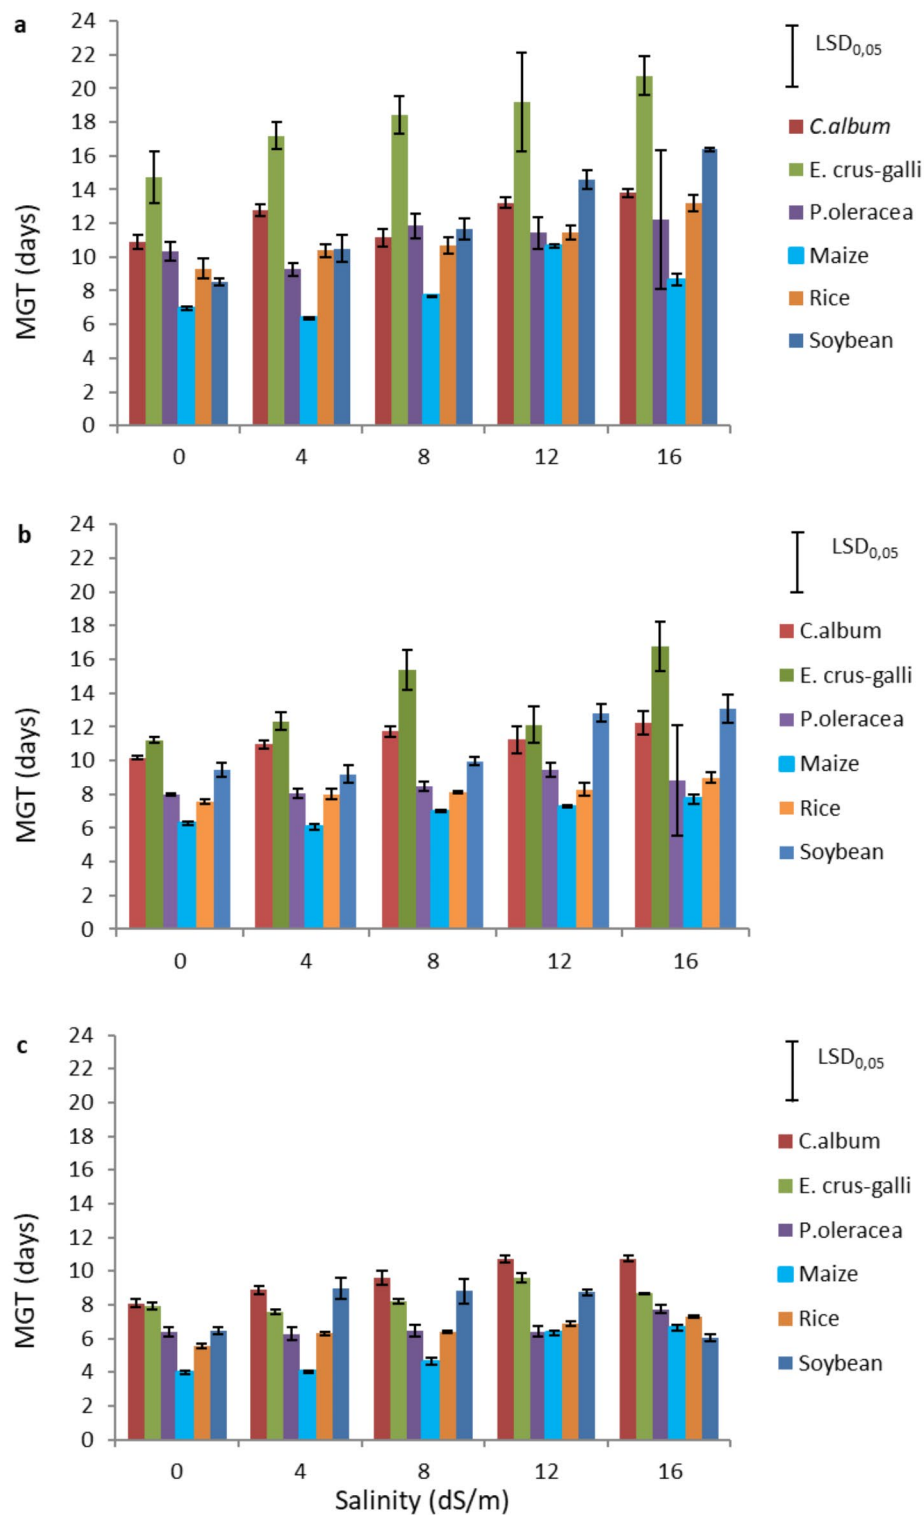 a
24
22
20
18
16
14
12
10
8
6
4
2
0
MGT (days)
0 4 8 12 16
LSD0,05
C.album
E. crus-galli
P.oleracea
Maize
Rice
Soybean
b
24
22
20
18
16
14
12
10
8
6
4
2
0
MGT (days)
0 4 8 12 16
LSD0,05
C.album
E. crus-galli
P.oleracea
Maize
Rice
Soybean
c
24
22
20
18
16
14
12
10
8
6
4
2
0
MGT (days)
0 4 8 12 16
Salinity (dS/m)
LSD0,05
C.album
E. crus-galli
P.oleracea
Maize
Rice
Soybean